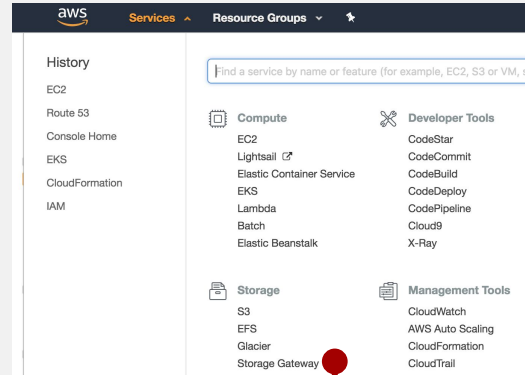 aws
Services
Resource Groups
History
EC2
Route 53
Console Home
EKS
CloudFormation
IAM
Find a service by name or feature (for example, EC2, S3 or VM,
Compute
EC2
Lightsail
Elastic Container Service
EKS
Lambda
Batch
Elastic Beanstalk
Developer Tools
CodeStar
CodeCommit
CodeBuild
CodeDeploy
CodePipeline
Cloud9
X-Ray
Storage
S3
EFS
Glacier
Storage Gateway
Management Tools
CloudWatch
AWS Auto Scaling
CloudFormation
CloudTrail